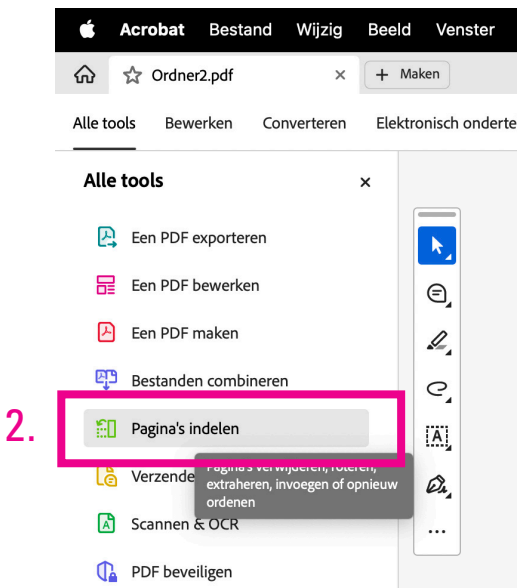 Acrobat Bestand Wijzig Beeld Venster
Ordner2.pdf × + Maken
Alle tools Bewerken Converteren Elektronisch onderte
Alle tools ×
Een PDF exporteren
Een PDF bewerken
Een PDF maken
Bestanden combineren
2. Pagina's indelen
Verzende
Pagina's verwijderen, roteren,
extraheren, invoegen of opnieuw
ordenen
Scannen & OCR
PDF beveiligen